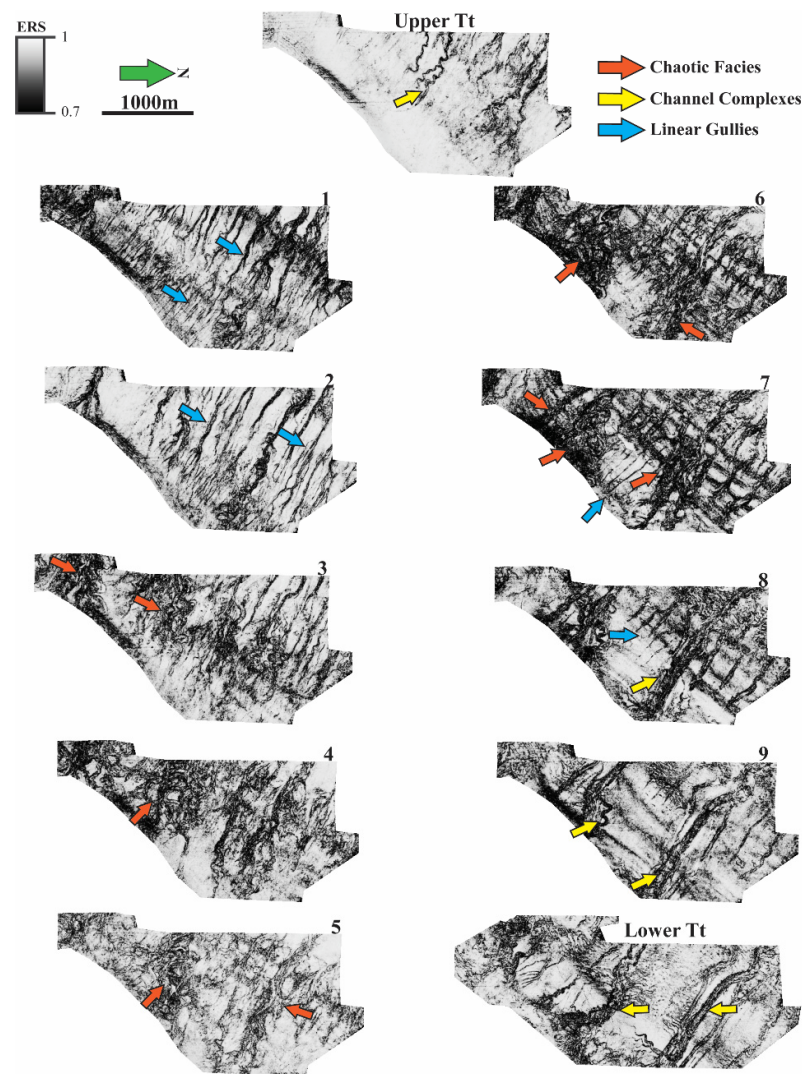 ERS
1
0.7
N
1000m
Upper Tt
Chaotic Facies
Channel Complexes
Linear Gullies
1
2
3
4
5
6
7
8
9
Lower Tt